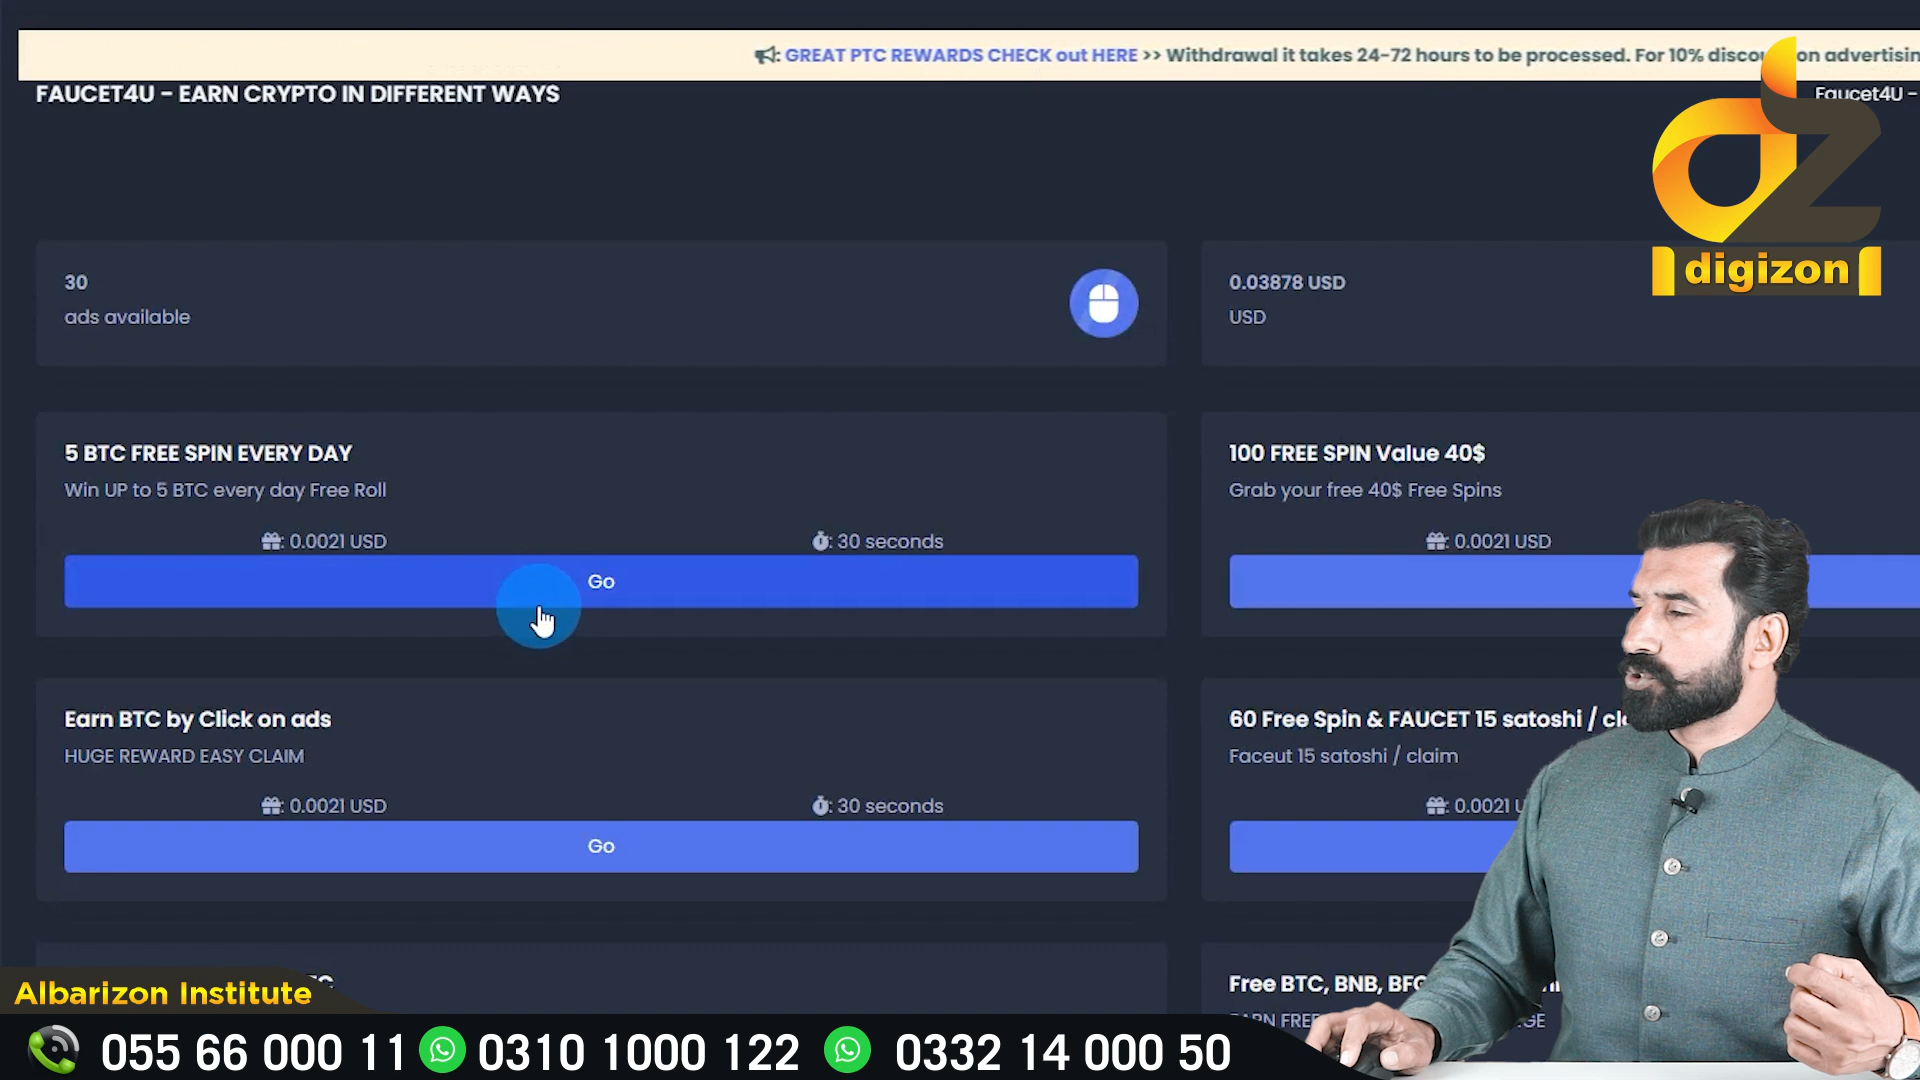 : GREAT PTC REWARDS CHECK out HERE >> Withdrawal it takes 24-72 hours to be processed. For 10% on
FAUCET4U - EARN CRYPTO IN DIFFERENT WAYS
Faucet4U -
digizon
30
ads available
0.03878 USD
USD
5 BTC FREE SPIN EVERY DAY
Win UP to 5 BTC every day Free Roll
: 0.0021 USD
: 30 seconds
Go
100 FREE SPIN Value 40$
Grab your free 40$ Free Spins
: 0.0021 USD
Earn BTC by Click on ads
HUGE REWARD EASY CLAIM
: 0.0021 USD
: 30 seconds
Go
60 Free Spin & FAUCET 15 satoshi /
Faceut 15 satoshi / claim
: 0.0021
Free BTC, BNB,
Albarizon Institute
055 66 000 11
0310 1000 122
0332 14 000 50